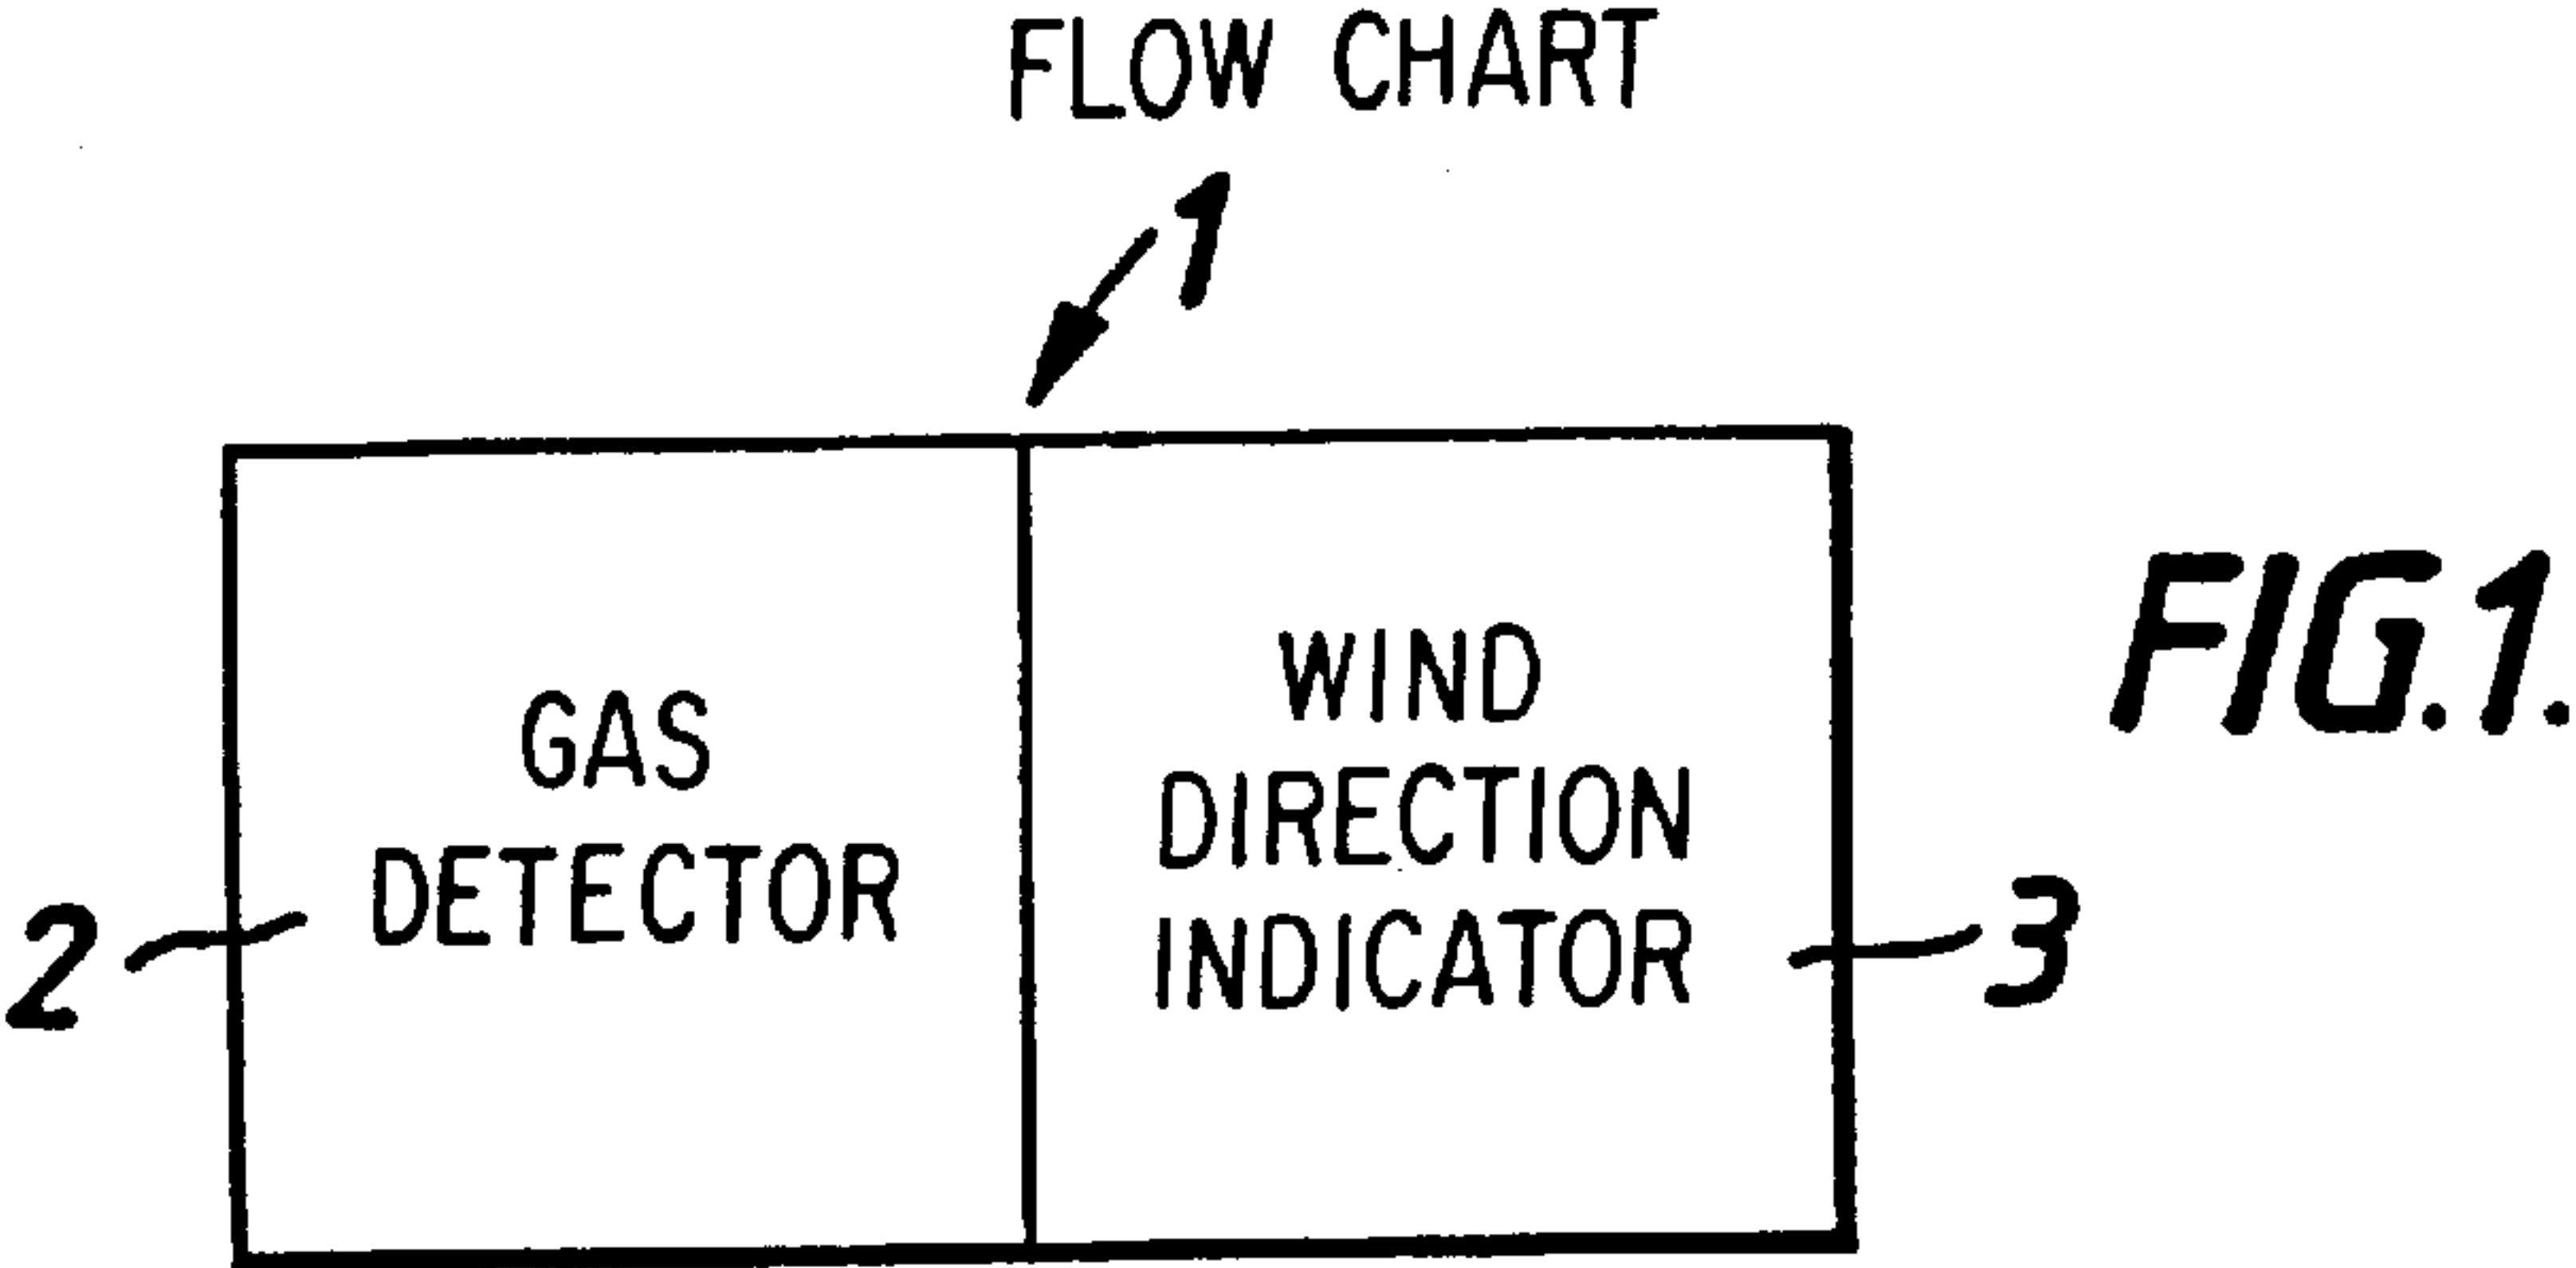 FLOW CHART
1
GAS
DETECTOR
WIND
DIRECTION
INDICATOR
2
3
FIG.1.